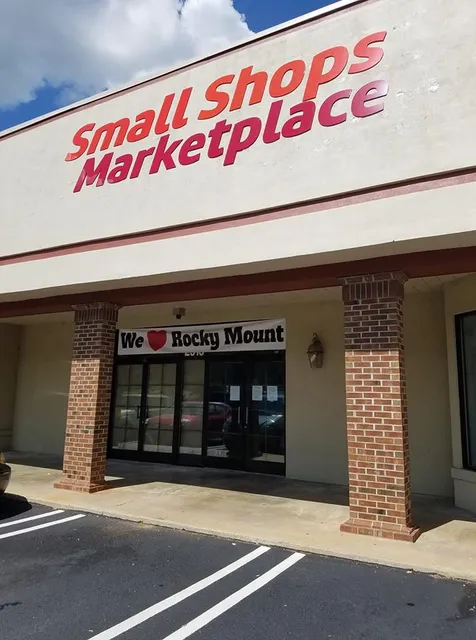 Small Shops
Marketplace
We ❤ Rocky Mount